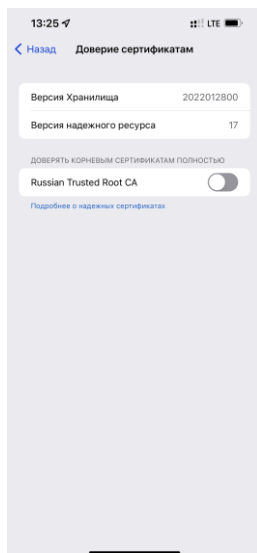 13:25
LTE
Назад Доверие сертификатам
Версия Хранилища 2022012800
Версия надежного ресурса 17
ДОВЕРЯТЬ КОРНЕВЫМ СЕРТИФИКАТАМ ПОЛНОСТЬЮ
Russian Trusted Root CA
Подробнее о надежных сертификатах